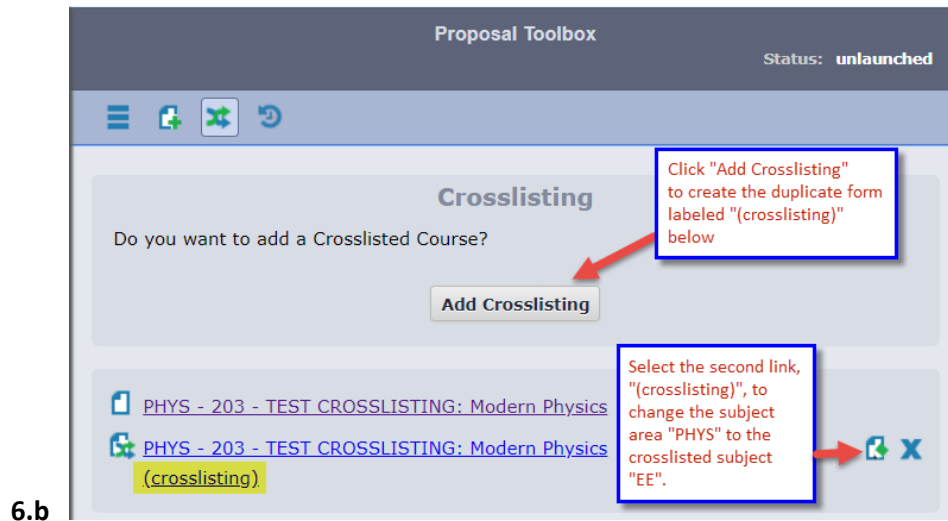 Proposal Toolbox
Status: unlaunched
Click "Add Crosslisting"
to create the duplicate form
labeled "(crosslisting)"
below
Crosslisting
Do you want to add a Crosslisted Course?
Add Crosslisting
Select the second link,
"(crosslisting)", to
change the subject
area "PHYS" to the
crosslisted subject
"EE".
PHYS - 203 - TEST CROSSLISTING: Modern Physics
PHYS - 203 - TEST CROSSLISTING: Modern Physics
(crosslisting)
6.b